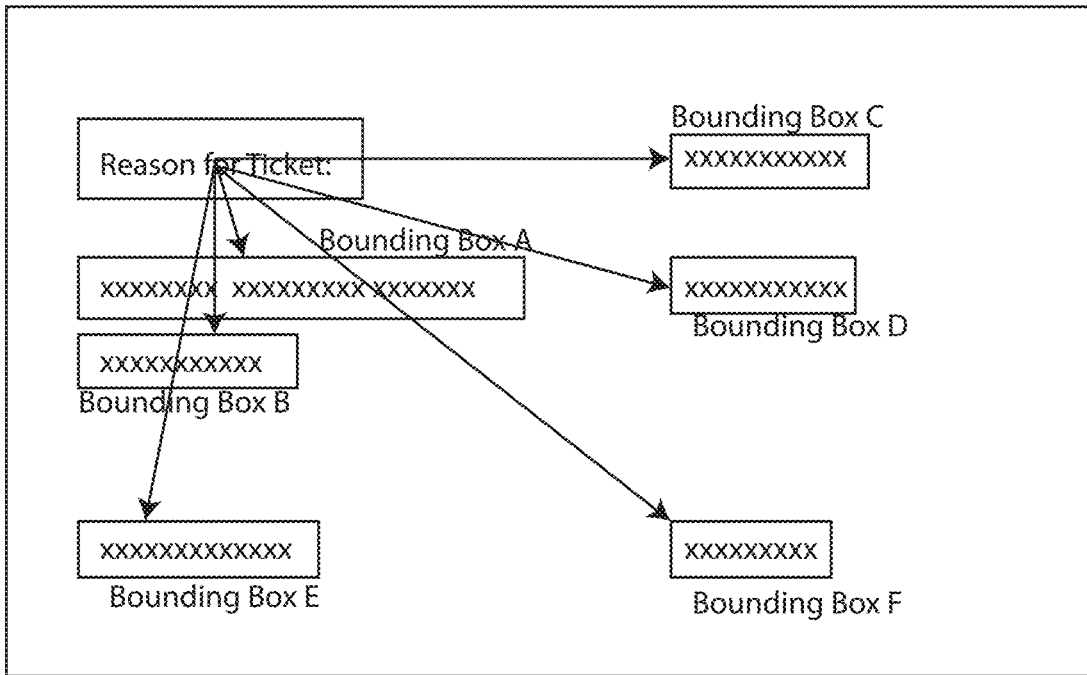 Bounding Box C
Reason for Ticket:
xxxxxxxxxxx
Bounding Box A
xxxxxxxx xxxxxxxxx xxxxxxx
xxxxxxxxxxx
Bounding Box D
xxxxxxxxxxx
Bounding Box B
xxxxxxxxxxxxx
xxxxxxxxx
Bounding Box E
Bounding Box F